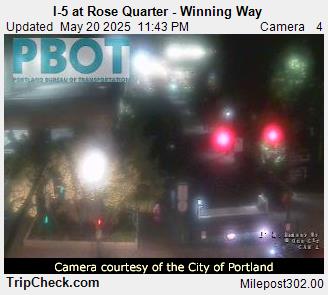 I-5 at Rose Quarter - Winning Way
Updated May 20 2025 11:43 PM Camera 4
PBOT
PORTLAND BUREAU OF TRANSPORTATION
Camera courtesy of the City of Portland
TripCheck.com Milepost302.00